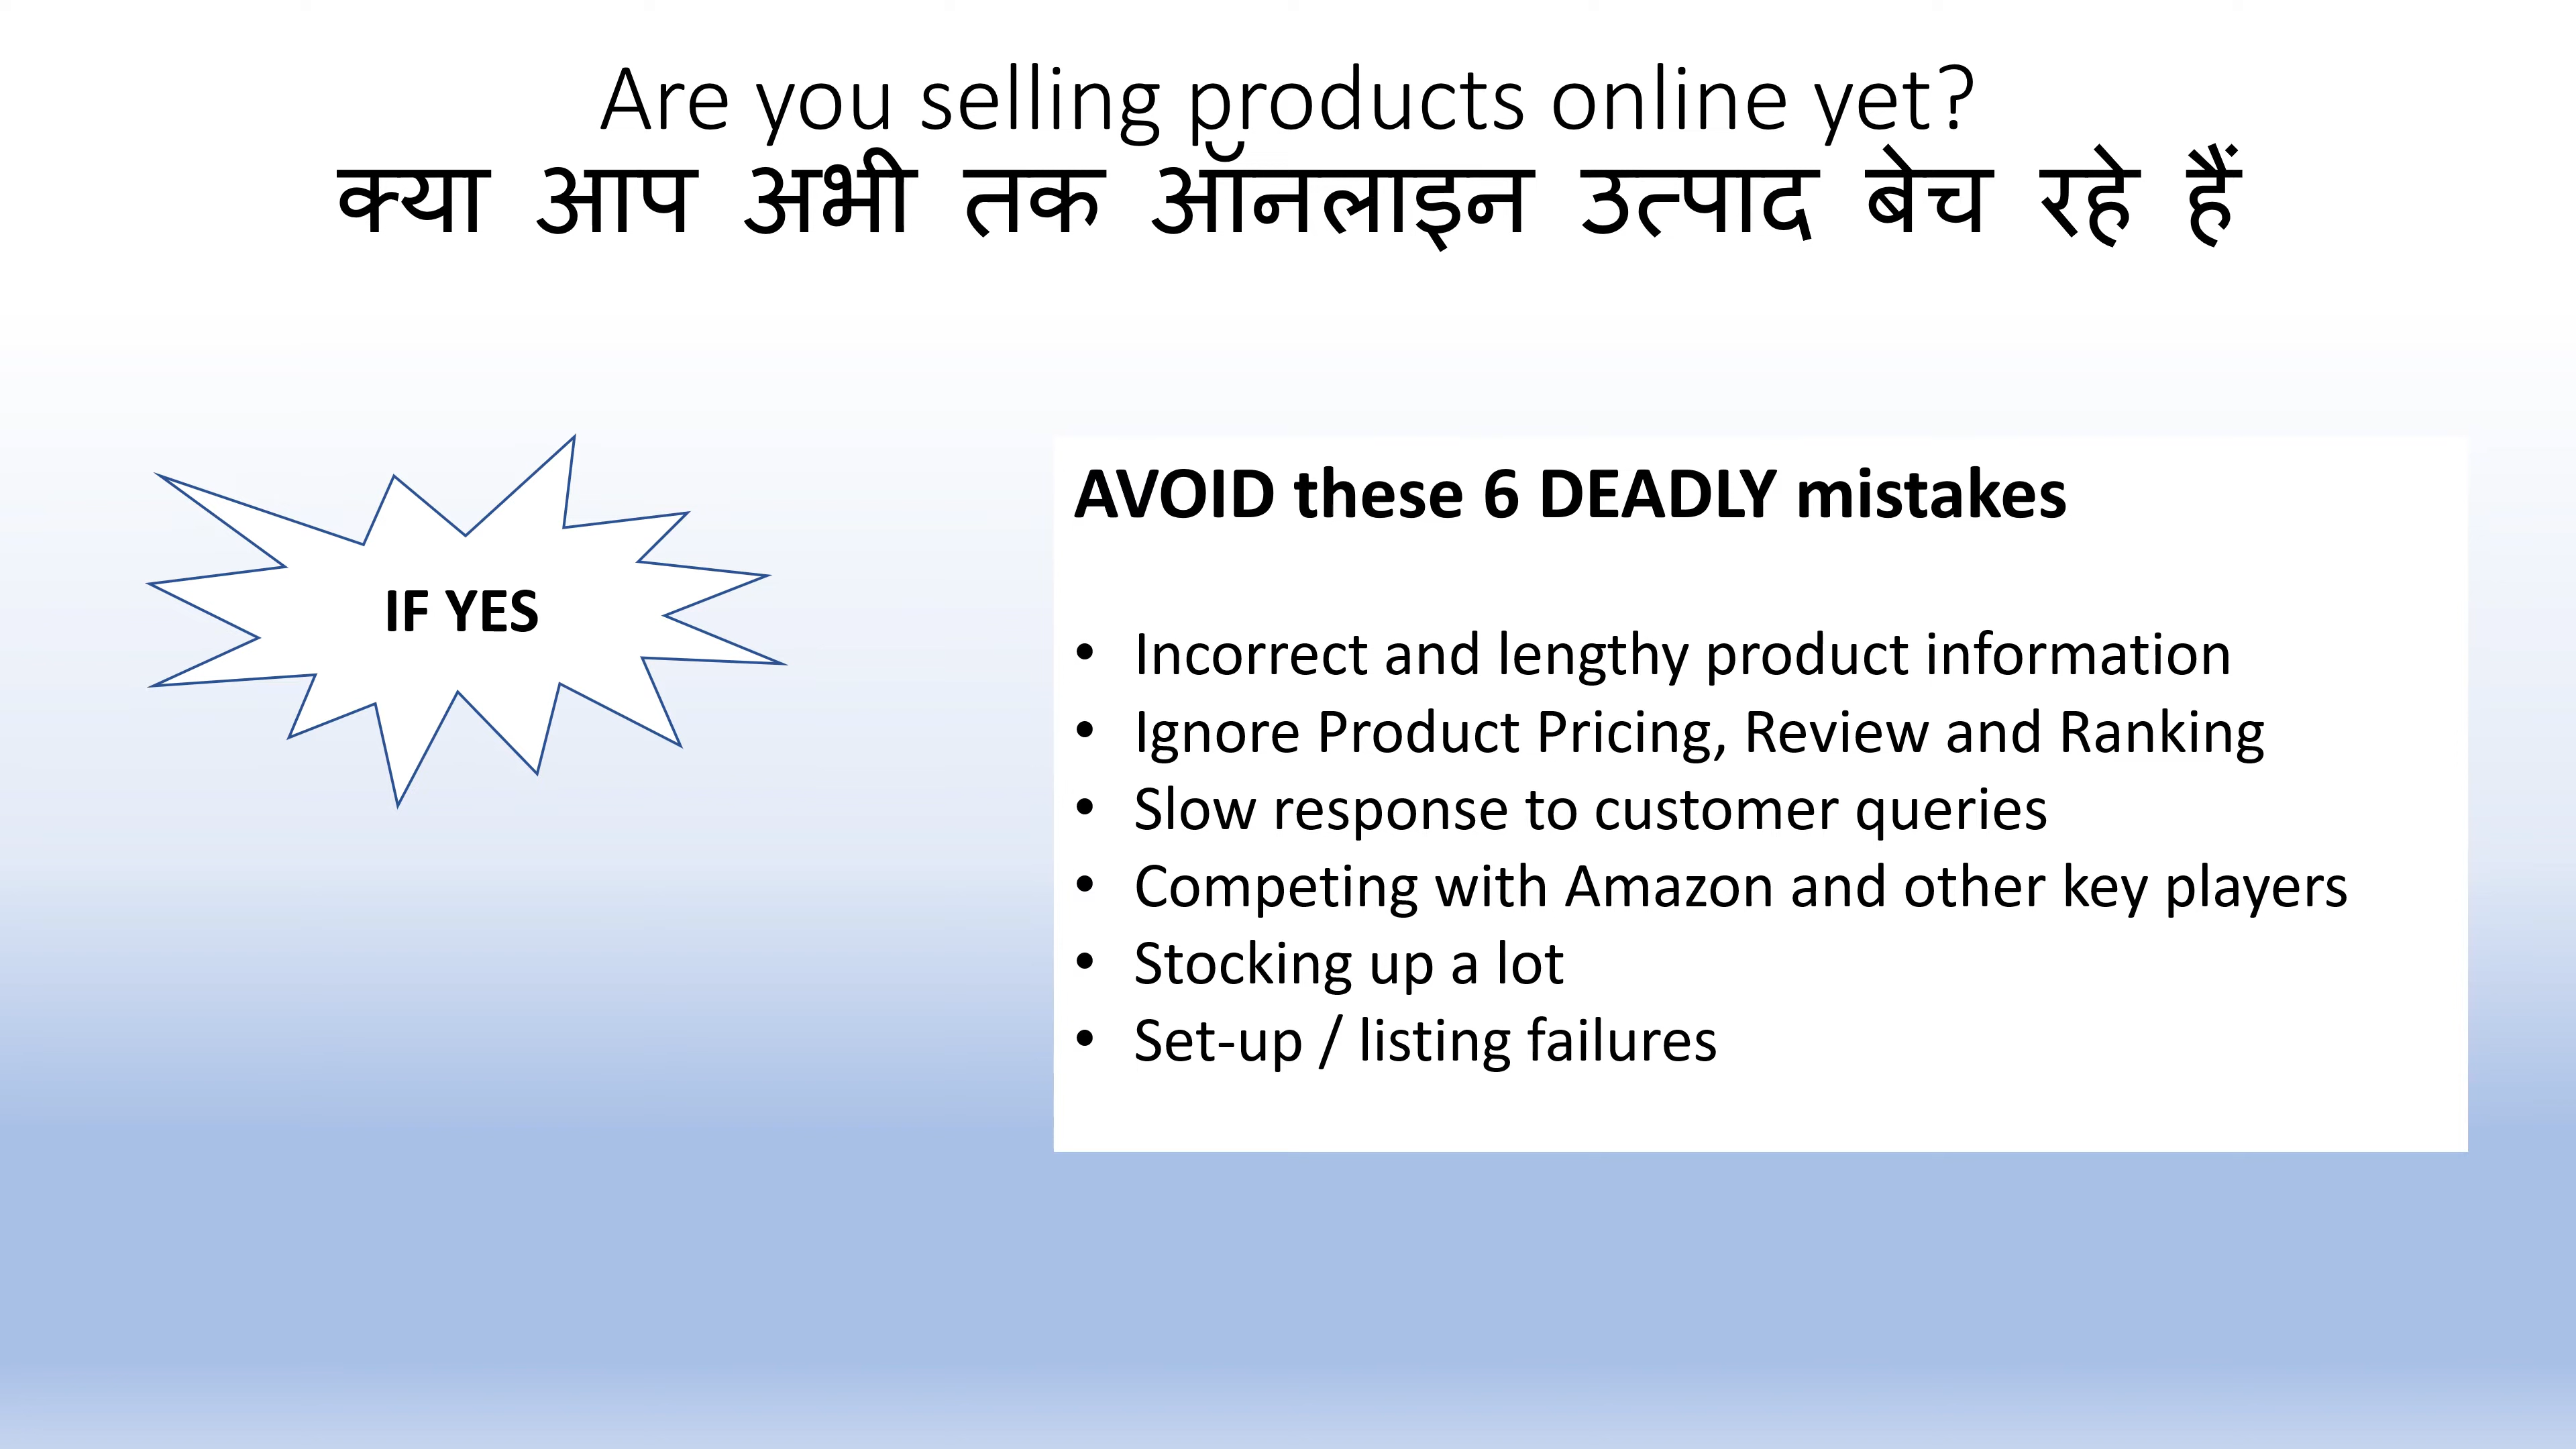 Are you selling products online yet?
क्या आप अभी तक ऑनलाइन उत्पाद बेच रहे हैं
IF YES
AVOID these 6 DEADLY mistakes
• Incorrect and lengthy product information
• Ignore Product Pricing, Review and Ranking
• Slow response to customer queries
• Competing with Amazon and other key players
• Stocking up a lot
• Set-up / listing failures